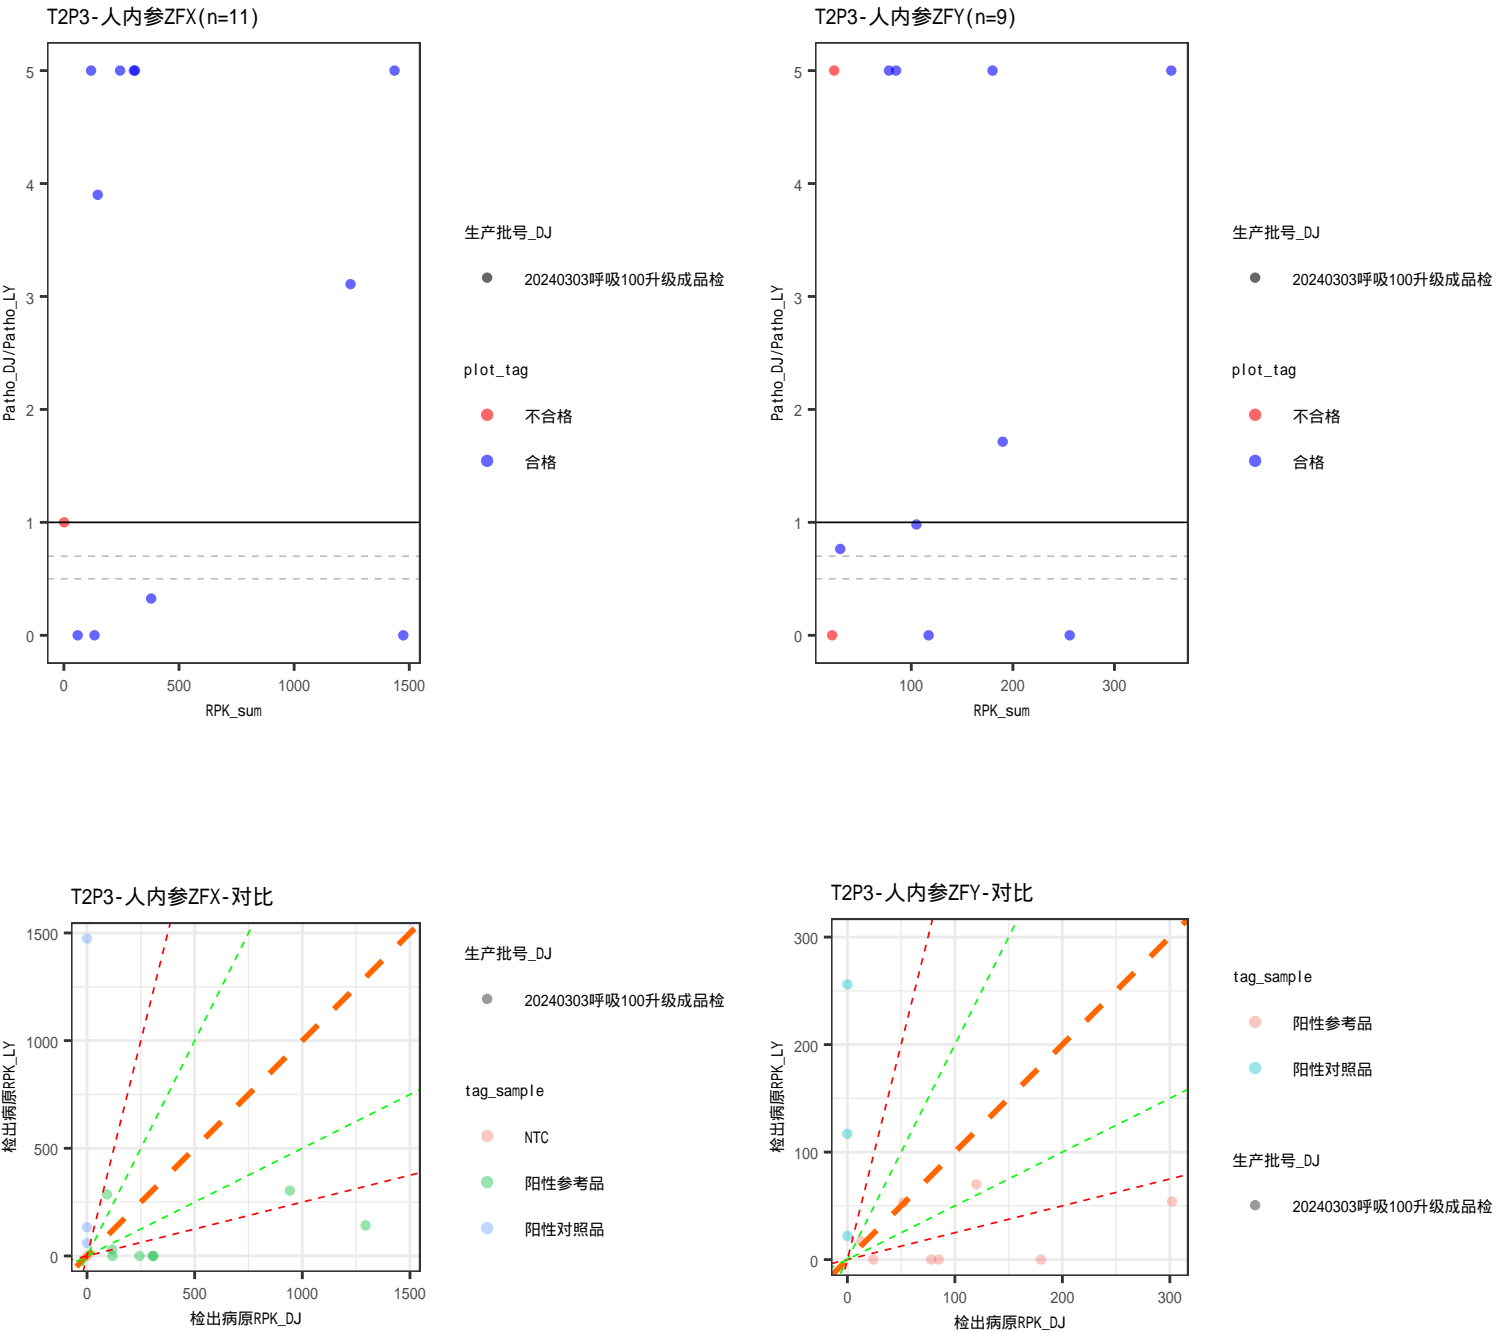 T2P3-人内参ZFX(n=11)
5
4
3
2
1
0
Patho_DJ/Patho_LY
0
500
1000
1500
RPK_sum
生产批号_DJ
20240303呼吸100升级成品检
plot_tag
不合格
合格
T2P3-人内参ZFY(n=9)
5
4
3
2
1
0
Patho_DJ/Patho_LY
100
200
300
RPK_sum
生产批号_DJ
20240303呼吸100升级成品检
plot_tag
不合格
合格
T2P3-人内参ZFX-对比
1500
1000
500
0
检出病原RPK_LY
0
500
1000
1500
检出病原RPK_DJ
生产批号_DJ
20240303呼吸100升级成品检
tag_sample
NTC
阳性参考品
阳性对照品
T2P3-人内参ZFY-对比
300
200
100
0
检出病原RPK_LY
0
100
200
300
检出病原RPK_DJ
tag_sample
阳性参考品
阳性对照品
生产批号_DJ
20240303呼吸100升级成品检